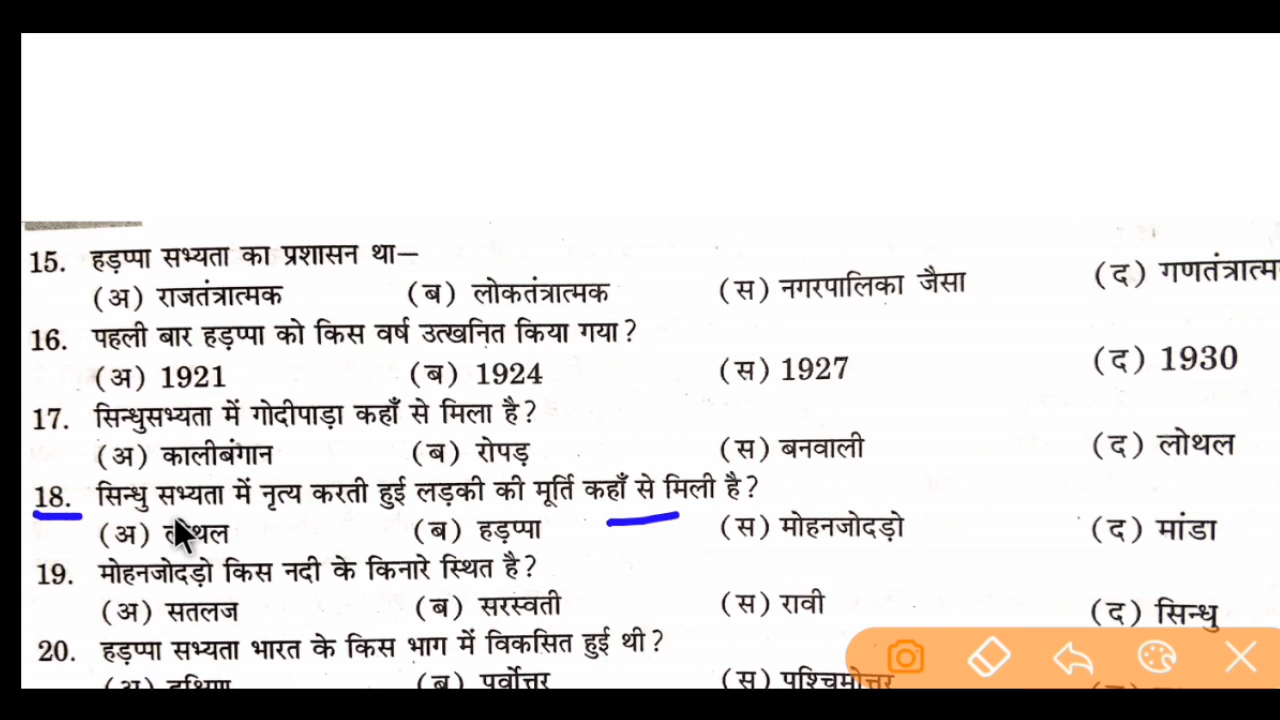 15. हड़प्पा सभ्यता का प्रशासन था—
(अ) राजतंत्रात्मक (ब) लोकतंत्रात्मक (स) नगरपालिका जैसा (द)
16. पहली बार हड़प्पा को किस वर्ष उत्खनित किया गया?
(अ) 1921 (ब) 1924 (स) 1927 (द) 1930
17. सिन्धुसभ्यता में गोदीपाड़ा कहाँ से मिला है?
(अ) कालीबंगान (ब) रोपड़ (स) बनवाली (द) लोथल
18. सिन्धु सभ्यता में नृत्य करती हुई लड़की की मूर्ति कहाँ से मिली है?
(अ) (ब) हड़प्पा (स) मोहनजोदड़ो (द) मांडा
19. मोहनजोदड़ो किस नदी के किनारे स्थित है?
(अ) सतलज (ब) सरस्वती (स) रावी (द) सिन्धु
20. हड़प्पा सभ्यता भारत के किस भाग में विकसित हुई थी?
(ब) पूर्वोत्तर (स) पश्चिमोत्तर